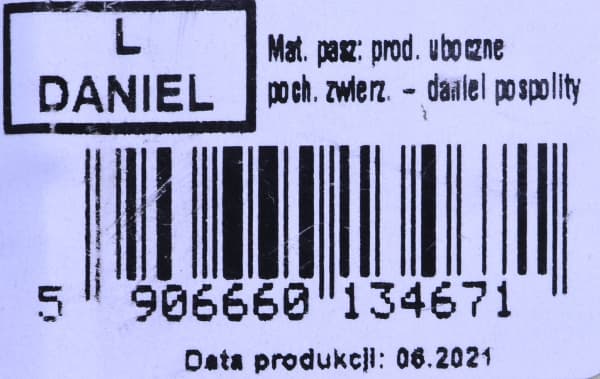 L
DANIEL
Mat. pasz: prod. uboczne
poch. zwierz. - daniel pospolity
5 906660 134671
Data produkcji: 06.2021